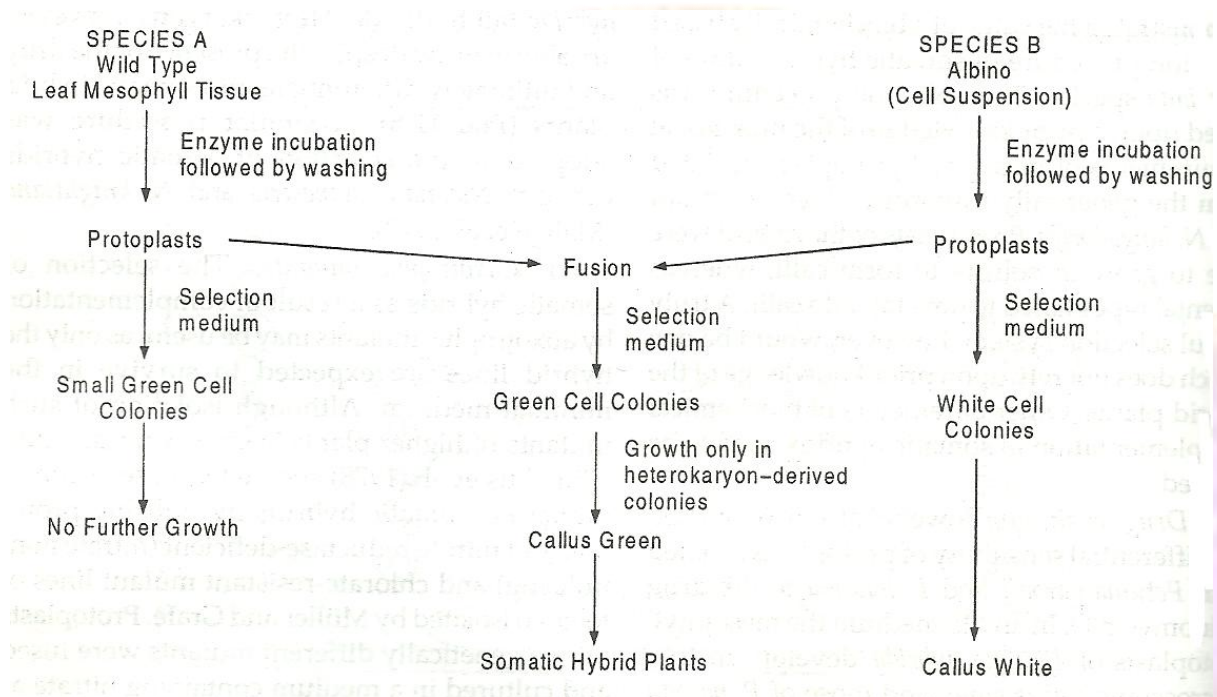 SPECIES A
Wild Type
Leaf Mesophyll Tissue
SPECIES B
Albino
(Cell Suspension)
Enzyme incubation
followed by washing
Enzyme incubation
followed by washing
Protoplasts
Fusion
Protoplasts
Selection
medium
Selection
medium
Selection
medium
Small Green Cell
Colonies
Green Cell Colonies
White Cell
Colonies
Growth only in
heterokaryon–derived
colonies
No Further Growth
Callus Green
Somatic Hybrid Plants
Callus White